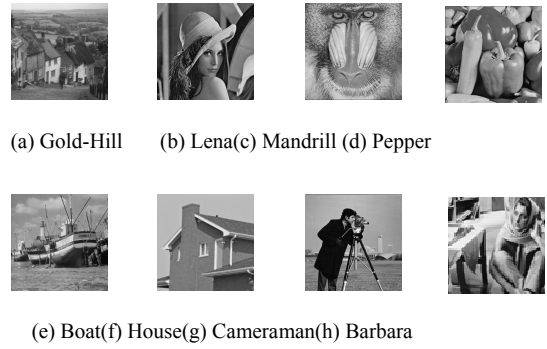 (a) Gold-Hill (b) Lena(c) Mandrill (d) Pepper
(e) Boat(f) House(g) Cameraman(h) Barbara